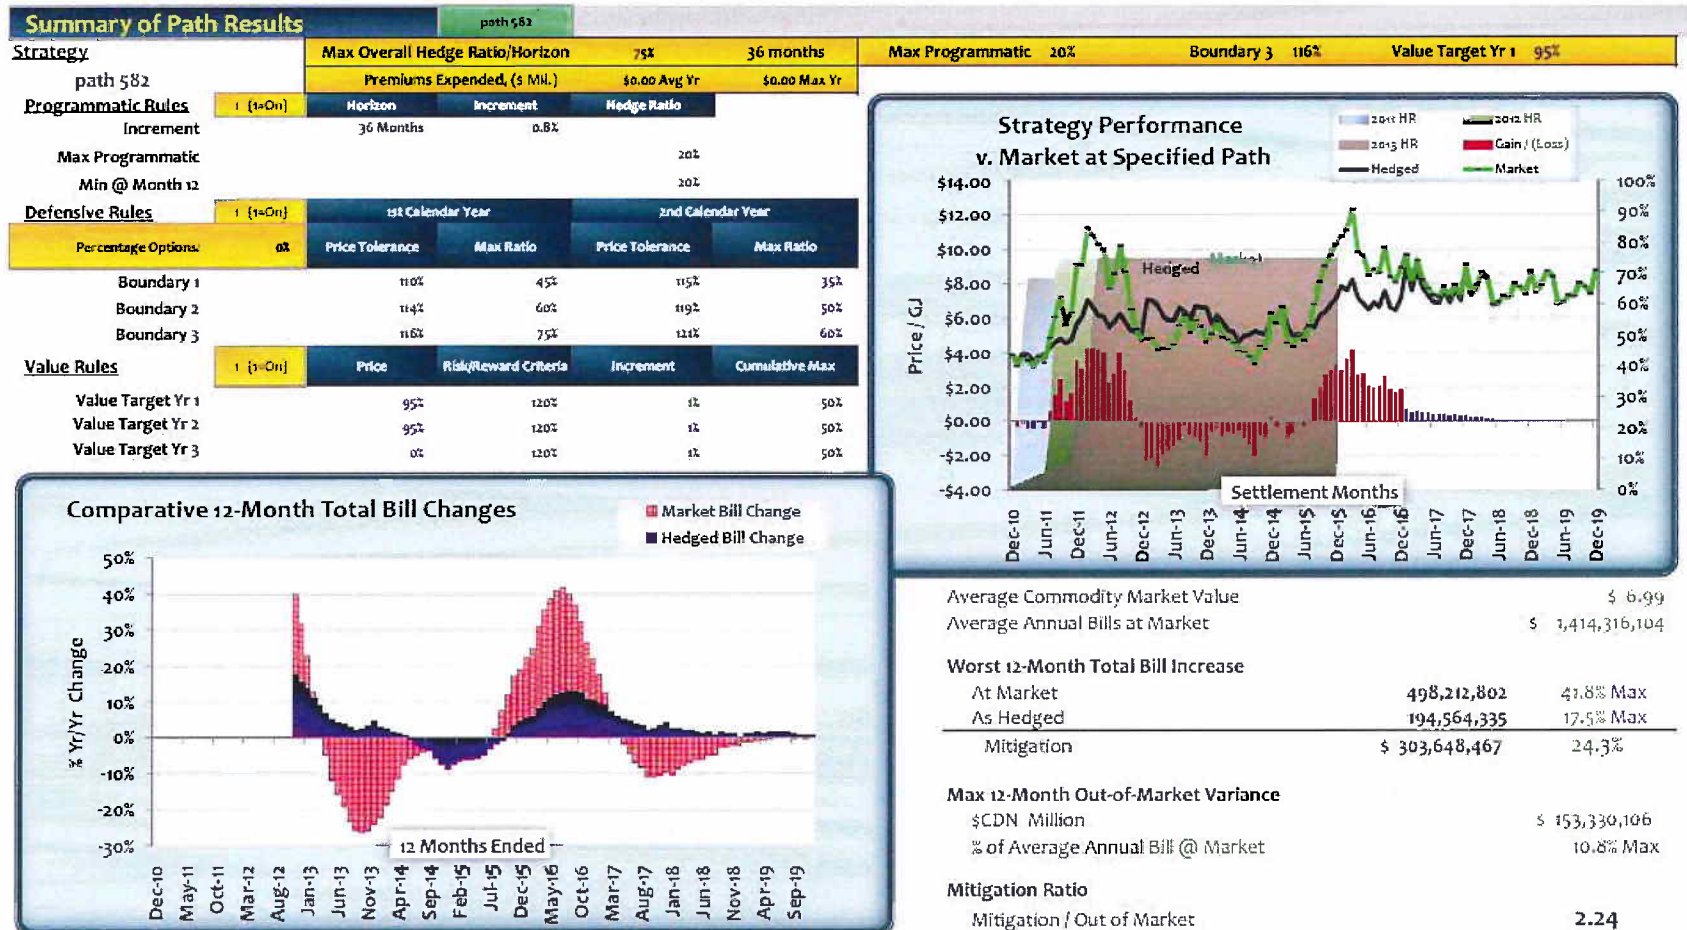 Summary of Path Results
path 582
Strategy
Max Overall Hedge Ratio/Horizon 75% 36 months
Max Programmatic 20% Boundary 3 116% Value Target Yr 1 95%
path 582
Premiums Expended, ($ Mil.) $0.00 Avg Yr $0.00 Max Yr
Programmatic Rules 1 (1=On) Horizon Increment Hedge Ratio
Increment 36 Months 0.8%
Max Programmatic 20%
Min @ Month 12 20%
Defensive Rules 1 (1=On) 1st Calendar Year 2nd Calendar Year
Percentage Options: 0% Price Tolerance Max Ratio Price Tolerance Max Ratio
Boundary 1 110% 45% 115% 35%
Boundary 2 114% 60% 119% 50%
Boundary 3 116% 75% 121% 60%
Value Rules 1 (1=On) Price Risk/Reward Criteria Increment Cumulative Max
Value Target Yr 1 95% 120% 1% 50%
Value Target Yr 2 95% 120% 1% 50%
Value Target Yr 3 0% 120% 1% 50%
Strategy Performance
v. Market at Specified Path
2011 HR 2012 HR
2013 HR Gain / (Loss)
Hedged Market
Price / GJ
$14.00
$12.00
$10.00
$8.00
$6.00
$4.00
$2.00
$0.00
-$2.00
-$4.00
100%
90%
80%
70%
60%
50%
40%
30%
20%
10%
0%
Hedged Market
Settlement Months
Dec-10 Jun-11 Dec-11 Jun-12 Dec-12 Jun-13 Dec-13 Jun-14 Dec-14 Jun-15 Dec-15 Jun-16 Dec-16 Jun-17 Dec-17 Jun-18 Dec-18 Jun-19 Dec-19
Comparative 12-Month Total Bill Changes
Market Bill Change
Hedged Bill Change
% Yr/Yr Change
50%
40%
30%
20%
10%
0%
-10%
-20%
-30%
12 Months Ended
Dec-10 May-11 Oct-11 Mar-12 Aug-12 Jan-13 Jun-13 Nov-13 Apr-14 Sep-14 Feb-15 Jul-15 Dec-15 May-16 Oct-16 Mar-17 Aug-17 Jan-18 Jun-18 Nov-18 Apr-19 Sep-19
Average Commodity Market Value $ 6.99
Average Annual Bills at Market $ 1,414,316,104
Worst 12-Month Total Bill Increase
At Market 498,212,802 41.8% Max
As Hedged 194,564,335 17.5% Max
Mitigation $ 303,648,467 24.3%
Max 12-Month Out-of-Market Variance
$CDN Million $ 153,330,106
% of Average Annual Bill @ Market 10.8% Max
Mitigation Ratio
Mitigation / Out of Market 2.24